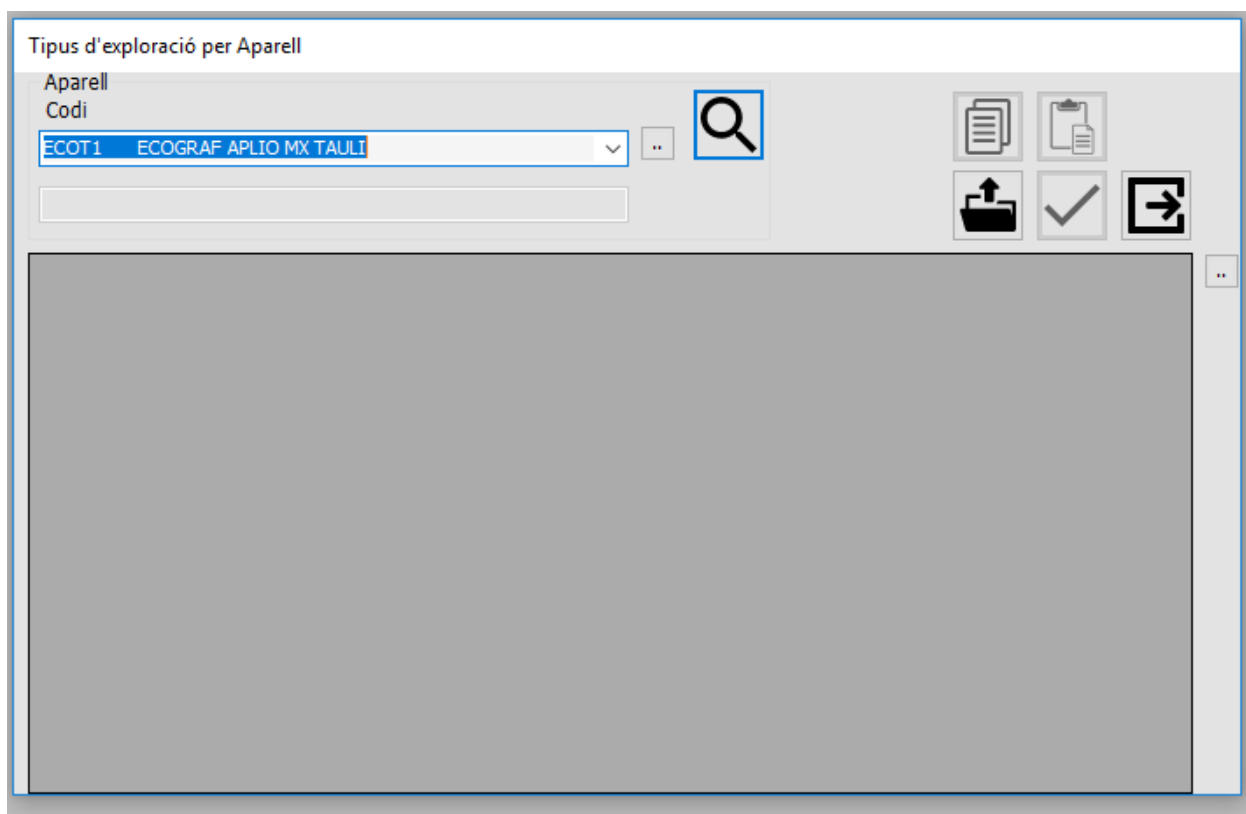 Tipus d'exploració per Aparell
Aparell
Codi
ECOT1 ECOGRAF APLIO MX TAULI
..
..